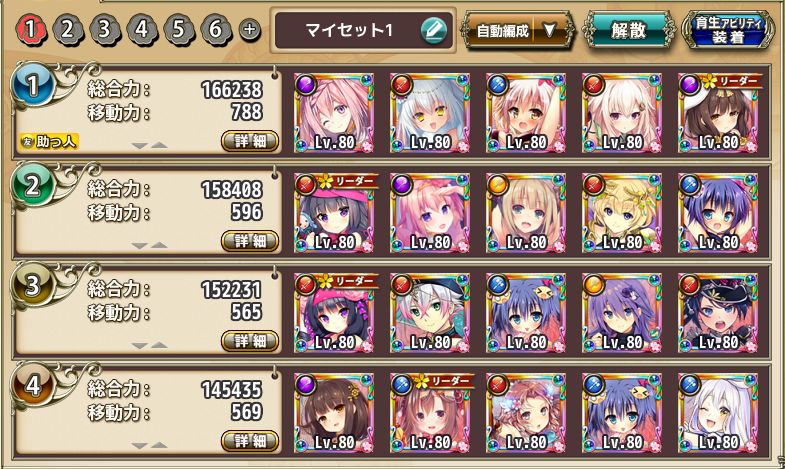 1 2 3 4 5 6 +
マイセット1
自動編成
解散
育生アビリティ
装着
1
総合力： 166238
移動力： 788
友 助っ人
詳細
Lv.80 Lv.80 Lv.80 Lv.80 リーダー Lv.80
2
総合力： 158408
移動力： 596
詳細
リーダー Lv.80 Lv.80 Lv.80 Lv.80 Lv.80
3
総合力： 152231
移動力： 565
詳細
リーダー Lv.80 Lv.80 Lv.80 Lv.80 Lv.80
4
総合力： 145435
移動力： 569
詳細
Lv.80 リーダー Lv.80 Lv.80 Lv.80 Lv.80